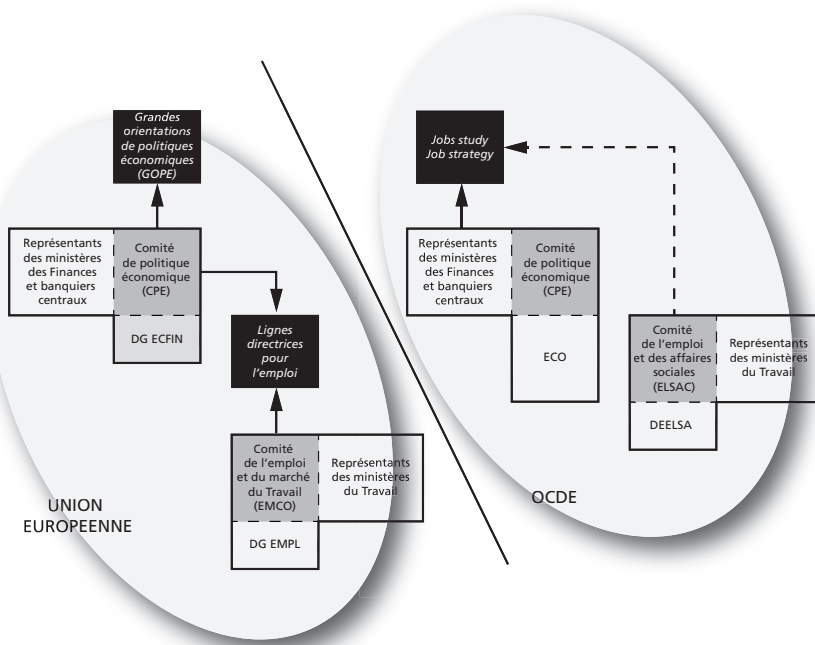 Grandes
orientations
de politiques
économiques
(GOPE)
Représentants
des ministères
des Finances
et banquiers
centraux
Comité
de politique
économique
(CPE)
DG ECFIN
Lignes
directrices
pour
l'emploi
Comité
de l'emploi
et du marché
du Travail
(EMCO)
Représentants
des ministères
du Travail
DG EMPL
UNION
EUROPEENNE
Jobs study
Job strategy
Représentants
des ministères
des Finances
et banquiers
centraux
Comité
de politique
économique
(CPE)
ECO
Comité
de l'emploi
et des affaires
sociales
(ELSAC)
Représentants
des ministères
du Travail
DEELSA
OCDE